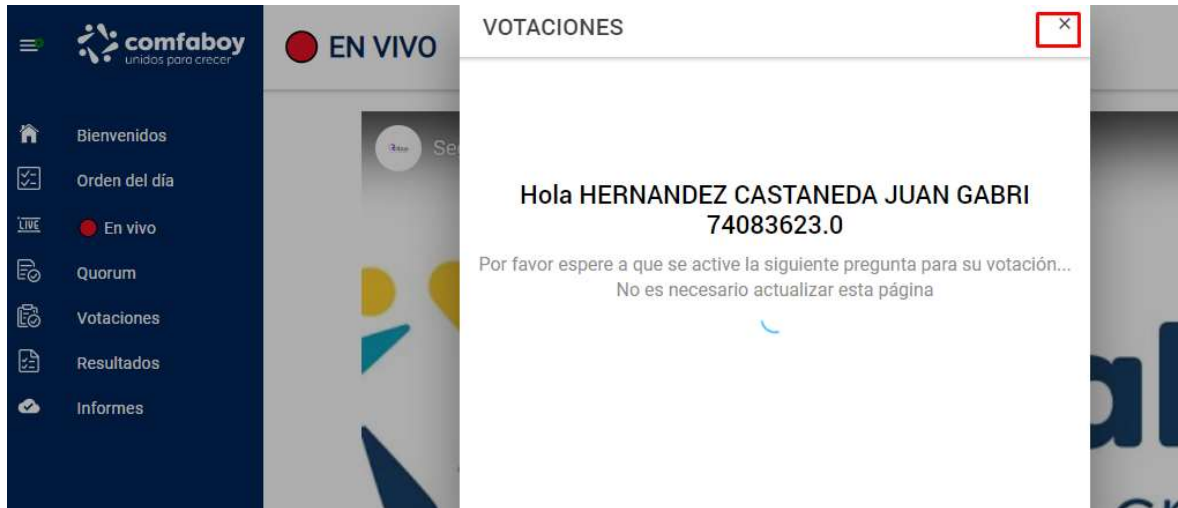 comfaboy
unidos para crecer
Bienvenidos
Orden del día
LIVE
En vivo
Quorum
Votaciones
Resultados
Informes
EN VIVO
VOTACIONES
×
Hola HERNANDEZ CASTANEDA JUAN GABRI
74083623.0
Por favor espere a que se active la siguiente pregunta para su votación...
No es necesario actualizar esta página